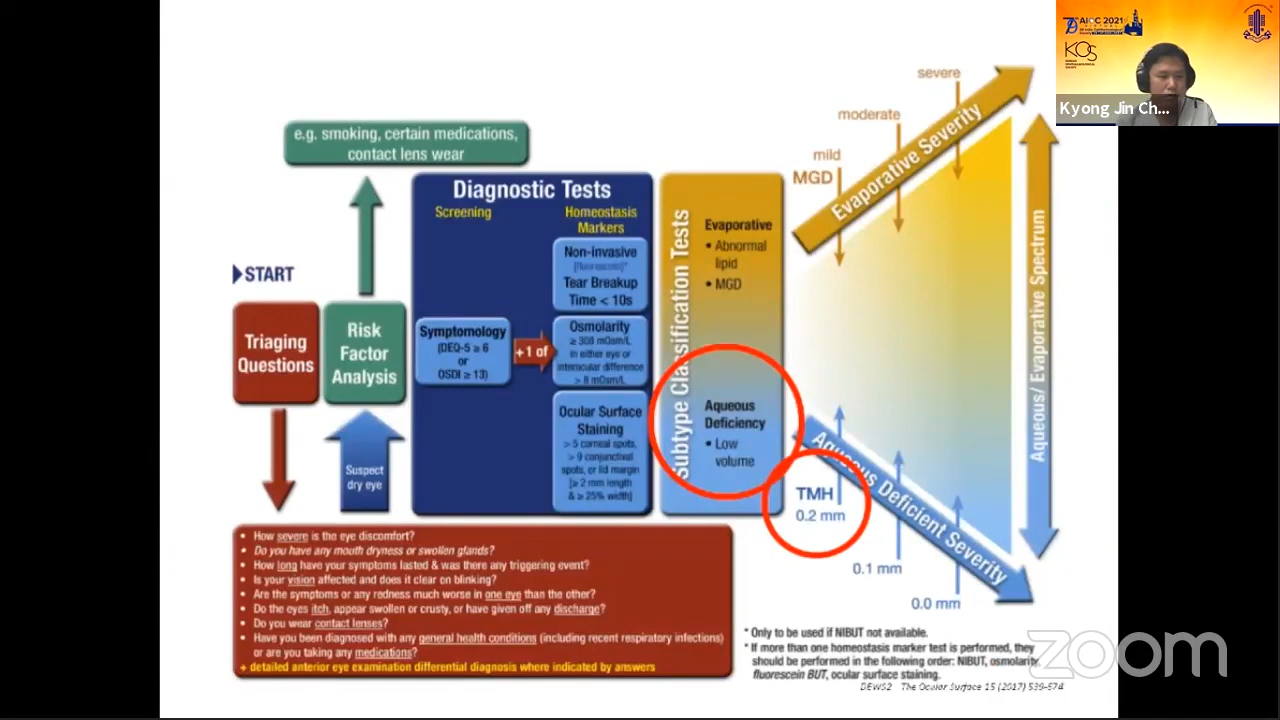 AIOC 2021
VIRTUAL
KOS
Kyong Jin Ch...
e.g. smoking, certain medications,
contact lens wear
START
Triaging
Questions
Risk
Factor
Analysis
Suspect
dry eye
Diagnostic Tests
Screening
Homeostasis
Markers
Symptomology
(DEQ-5 ≥ 6
or
OSDI ≥ 13)
+1 of
Non-invasive
[fluorescein]*
Tear Breakup
Time < 10s
Osmolarity
≥ 308 mOsm/L
in either eye or
interocular difference
> 8 mOsm/L
Ocular Surface
Staining
> 5 corneal spots,
> 9 conjunctival
spots, or lid margin
[≥ 2 mm length
& ≥ 25% width]
Subtype Classification Tests
Evaporative
• Abnormal
lipid
• MGD
Aqueous
Deficiency
• Low
volume
severe
moderate
mild
MGD
Evaporative Severity
Aqueous/ Evaporative Spectrum
Aqueous Deficient Severity
TMH
0.2 mm
0.1 mm
0.0 mm
• How severe is the eye discomfort?
• Do you have any mouth dryness or swollen glands?
• How long have your symptoms lasted & was there any triggering event?
• Is your vision affected and does it clear on blinking?
• Are the symptoms or any redness much worse in one eye than the other?
• Do the eyes itch, appear swollen or crusty, or have given off any discharge?
• Do you wear contact lenses?
• Have you been diagnosed with any general health conditions (including recent respiratory infections)
or are you taking any medications?
+ detailed anterior eye examination differential diagnosis where indicated by answers
* Only to be used if NIBUT not available.
* If more than one homeostasis marker test is performed, they
should be performed in the following order: NIBUT, osmolarity,
fluorescein BUT, ocular surface staining.
DEWS2 The Ocular Surface 15 (2017) 539-574
zoom